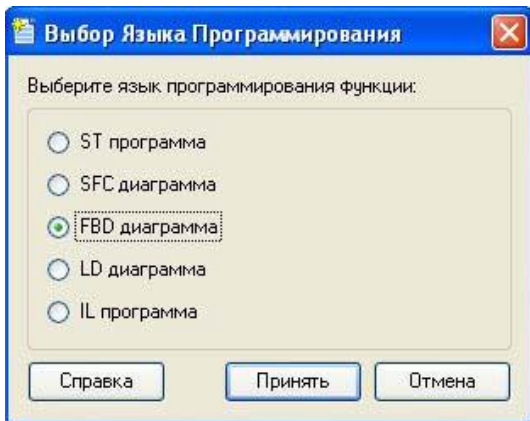 Выбор Языка Программирования
Выберите язык программирования функции:
ST программа
SFC диаграмма
FBD диаграмма
LD диаграмма
IL программа
Справка Принять Отмена